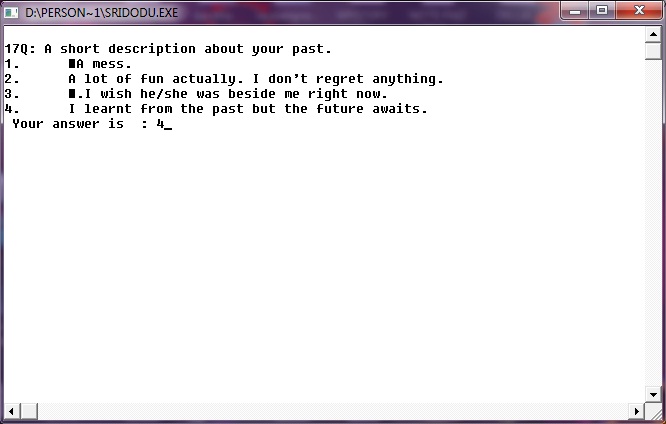 D:\PERSON~1\SRIDODU.EXE
17Q: A short description about your past.
1. ■A mess.
2. A lot of fun actually. I don't regret anything.
3. ■.I wish he/she was beside me right now.
4. I learnt from the past but the future awaits.
Your answer is : 4_